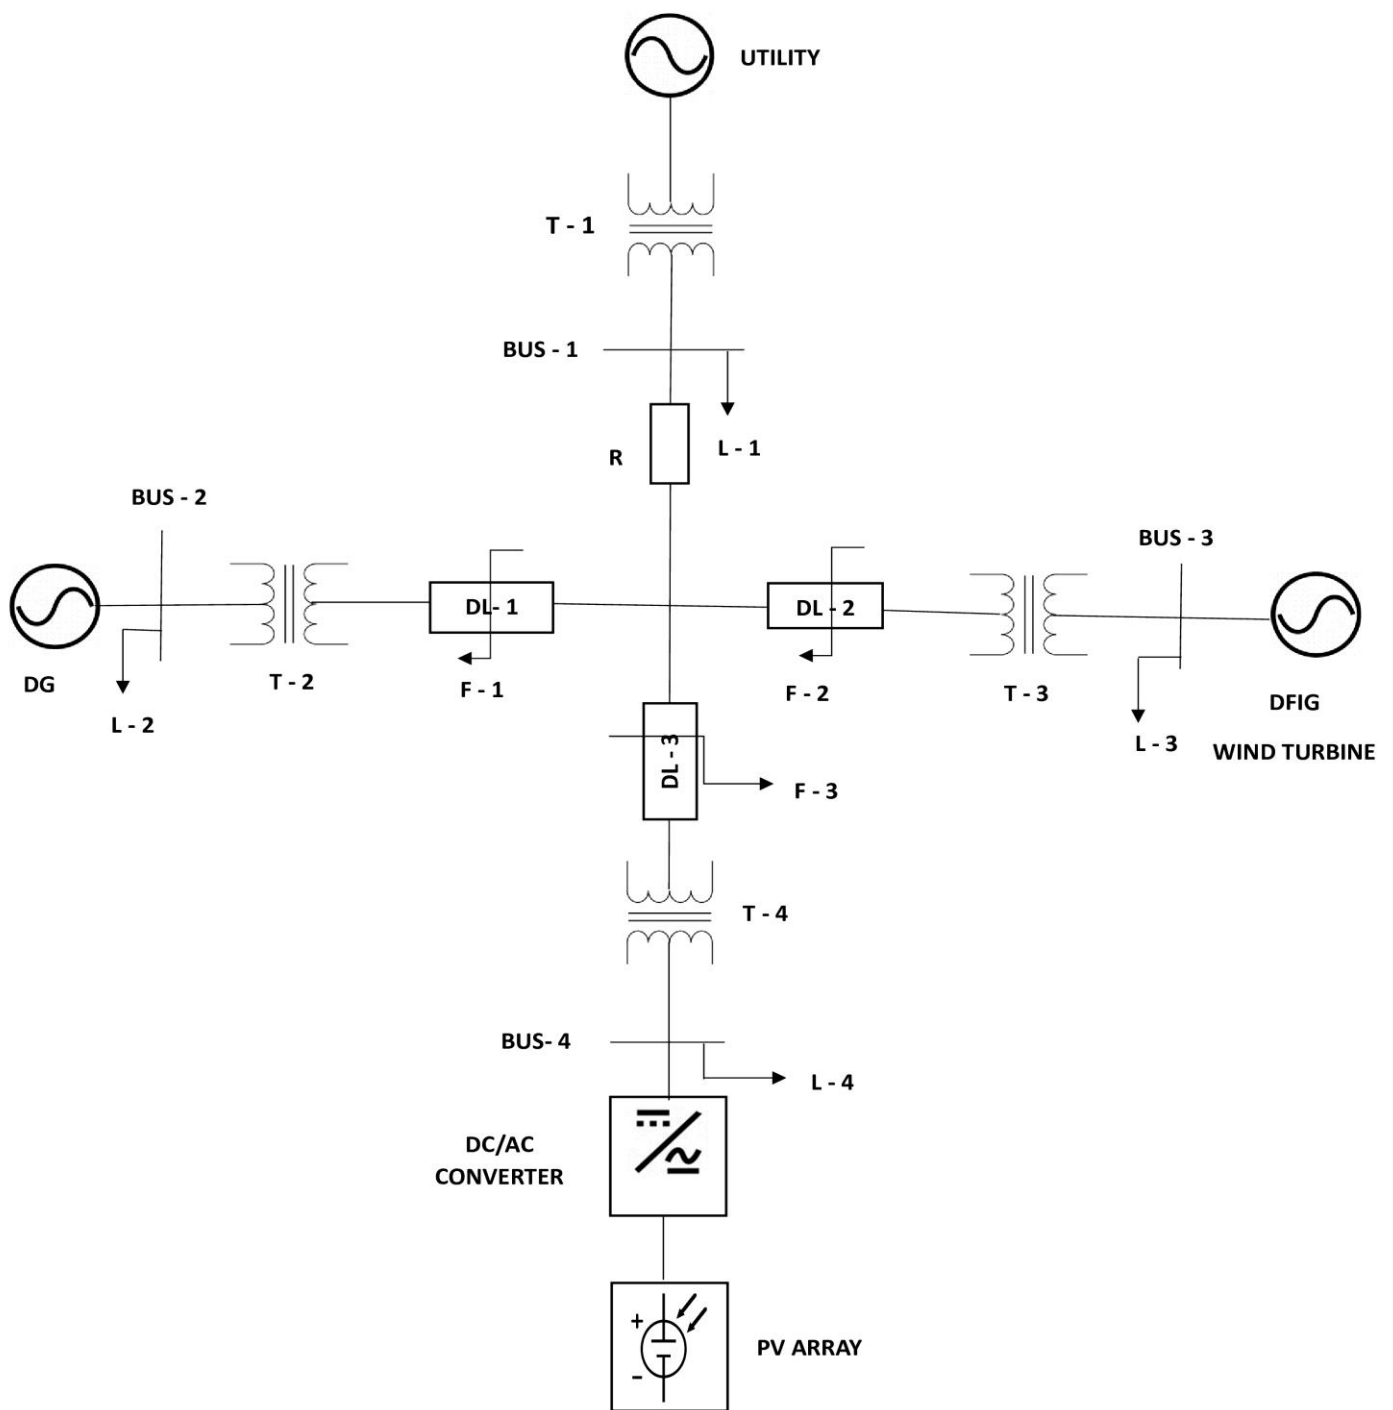 UTILITY
T - 1
BUS - 1
L - 1
R
BUS - 2
BUS - 3
DL- 1
DL - 2
DG
T - 2
F - 1
F - 2
T - 3
DFIG
WIND TURBINE
L - 2
L - 3
DL - 3
F - 3
T - 4
BUS- 4
L - 4
DC/AC
CONVERTER
+
PV ARRAY
-